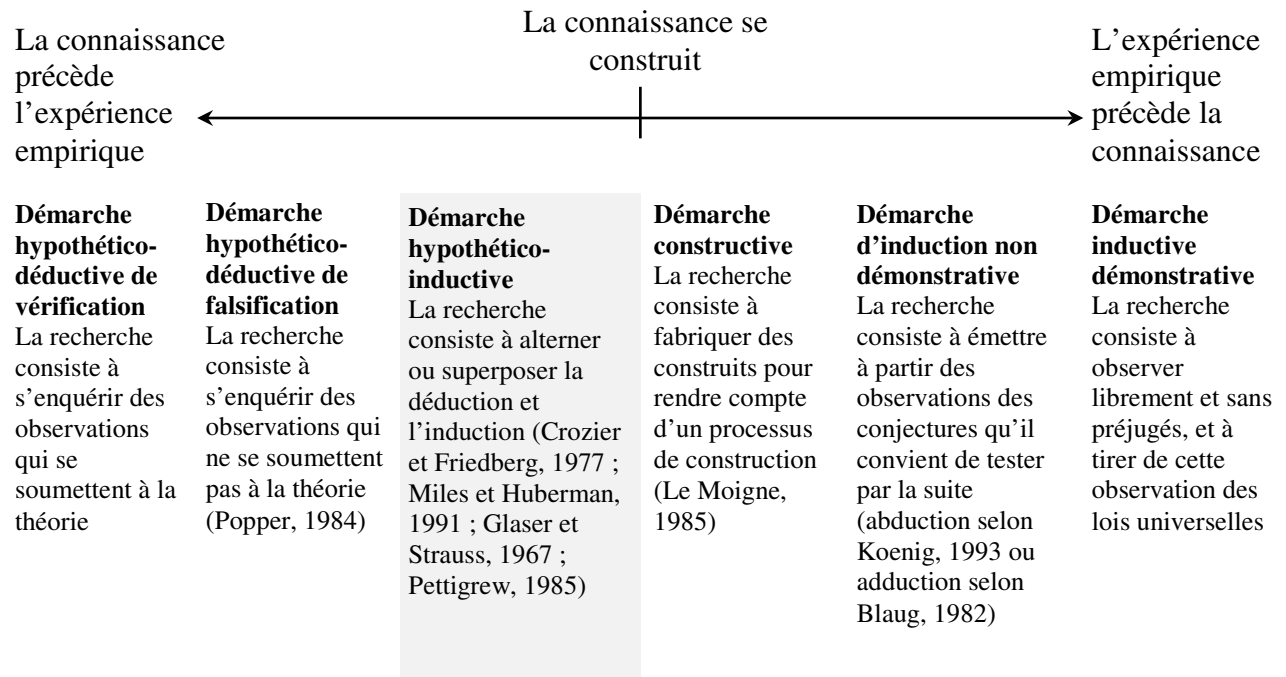 La connaissance
précède
l’expérience
empirique
La connaissance se
construit
L’expérience
empirique
précède la
connaissance
Démarche
hypothético-
déductive de
vérification
La recherche
consiste à
s’enquérir des
observations
qui se
soumettent à la
théorie
Démarche
hypothético-
déductive de
falsification
La recherche
consiste à
s’enquérir des
observations qui
ne se soumettent
pas à la théorie
(Popper, 1984)
Démarche
hypothético-
inductive
La recherche
consiste à alterner
ou superposer la
déduction et
l’induction (Crozier
et Friedberg, 1977 ;
Miles et Huberman,
1991 ; Glaser et
Strauss, 1967 ;
Pettigrew, 1985)
Démarche
constructive
La recherche
consiste à
fabriquer des
construits pour
rendre compte
d’un processus
de construction
(Le Moigne,
1985)
Démarche
d’induction non
démonstrative
La recherche
consiste à émettre
à partir des
observations des
conjectures qu’il
convient de tester
par la suite
(abduction selon
Koenig, 1993 ou
adduction selon
Blaug, 1982)
Démarche
inductive
démonstrative
La recherche
consiste à
observer
librement et sans
préjugés, et à
tirer de cette
observation des
lois universelles